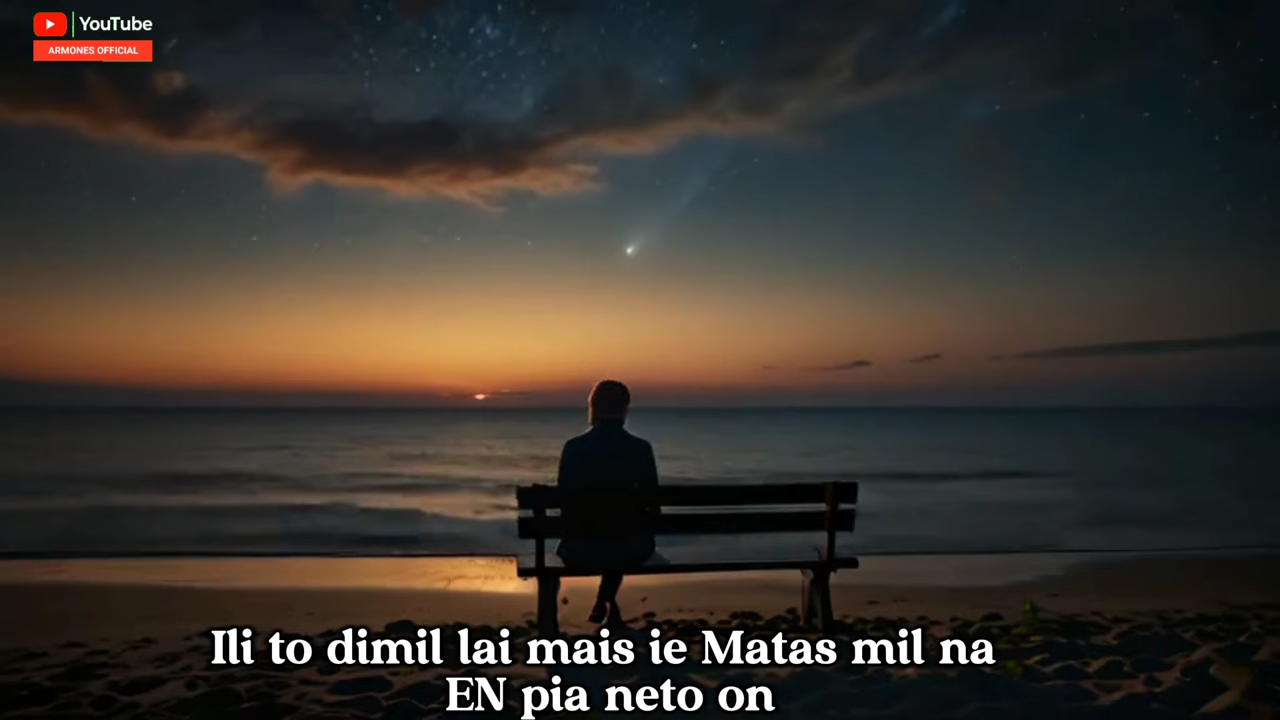 YouTube
ARMONES OFFICIAL
Ili to dimil lai mais ie Matas mil na
EN pia neto on